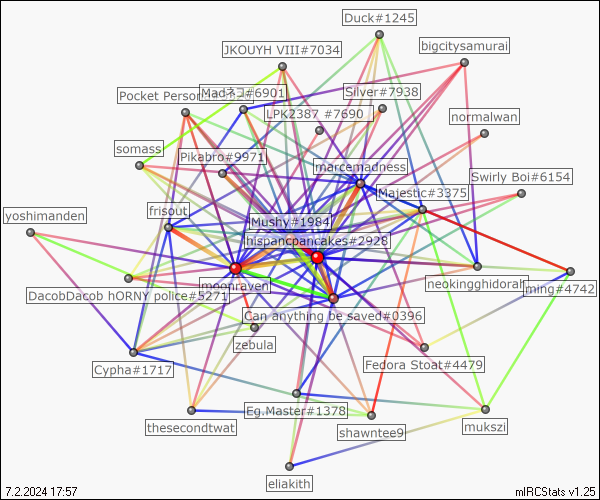 Duck#1245
bigcitysamurai
JKOUYH VIII#7034
Pocket Person
Madネコ#6901
Silver#7938
LPK2387 #7690
normalwan
somass
Pikabro#9971
marcemadness
Swirly Boi#6154
Majestic#3375
yoshimanden
frisout
Mushy#1984
hispancpancakes#2928
moonraven
neokingghidorah
ming#4742
DacobDacob hORNY police#5271
Can anything be saved#0396
zebula
Cypha#1717
Fedora Stoat#4479
thesecondtwat
Eg.Master#1378
shawntee9
mukszi
eliakith
7.2.2024 17:57
mIRCStats v1.25